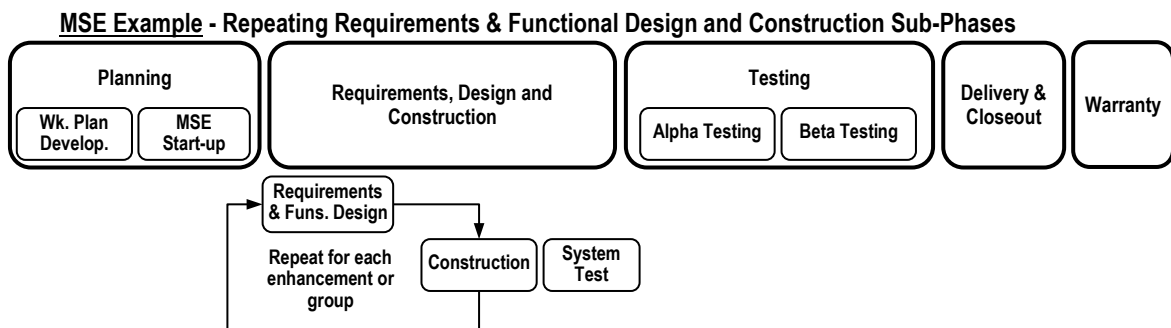 MSE Example - Repeating Requirements & Functional Design and Construction Sub-Phases
Planning
Wk. Plan
Develop.
MSE
Start-up
Requirements, Design and
Construction
Testing
Alpha Testing
Beta Testing
Delivery &
Closeout
Warranty
Requirements
& Funs. Design
Repeat for each
enhancement or
group
Construction
System
Test